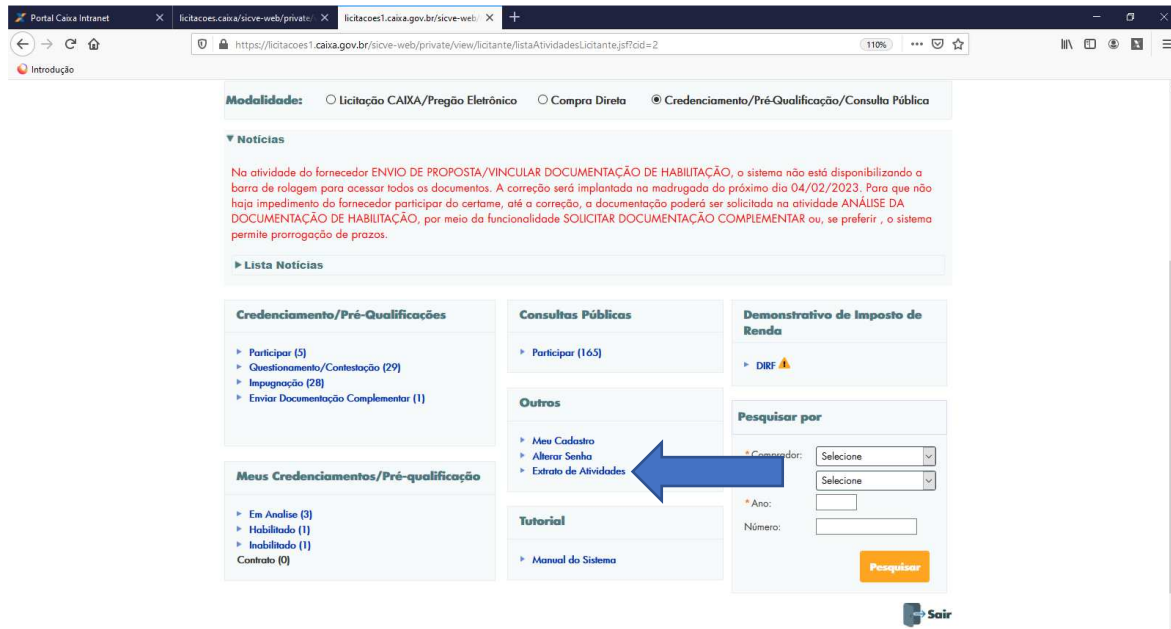 Portal Caixa Intranet
licitacoes.caixa/sicve-web/private/
licitacoes1.caixa.gov.br/sicve-web/
https://licitacoes1.caixa.gov.br/sicve-web/private/view/licitante/listaAtividadesLicitante.jsf?cid=2
110%
Introdução
Modalidade: Licitação CAIXA/Pregão Eletrônico Compra Direta Credenciamento/Pré-Qualificação/Consulta Pública
Notícias
Na atividade do fornecedor ENVIO DE PROPOSTA/VINCULAR DOCUMENTAÇÃO DE HABILITAÇÃO, o sistema não está disponibilizando a
barra de rolagem para acessar todos os documentos. A correção será implantada na madrugada do próximo dia 04/02/2023. Para que não
haja impedimento do fornecedor participar do certame, até a correção, a documentação poderá ser solicitada na atividade ANÁLISE DA
DOCUMENTAÇÃO DE HABILITAÇÃO, por meio da funcionalidade SOLICITAR DOCUMENTAÇÃO COMPLEMENTAR ou, se preferir , o sistema
permite prorrogação de prazos.
Lista Notícias
Credenciamento/Pré-Qualificações
Participar (5)
Questionamento/Contestação (29)
Impugnação (28)
Enviar Documentação Complementar (1)
Meus Credenciamentos/Pré-qualificação
Em Analise (3)
Habilitado (1)
Inabilitado (1)
Contrato (0)
Consultas Públicas
Participar (165)
Outros
Meu Cadastro
Alterar Senha
Extrato de Atividades
Tutorial
Manual do Sistema
Demonstrativo de Imposto de
Renda
DIRF
Pesquisar por
* Comprador: Selecione
Selecione
* Ano:
Número:
Pesquisar
Sair